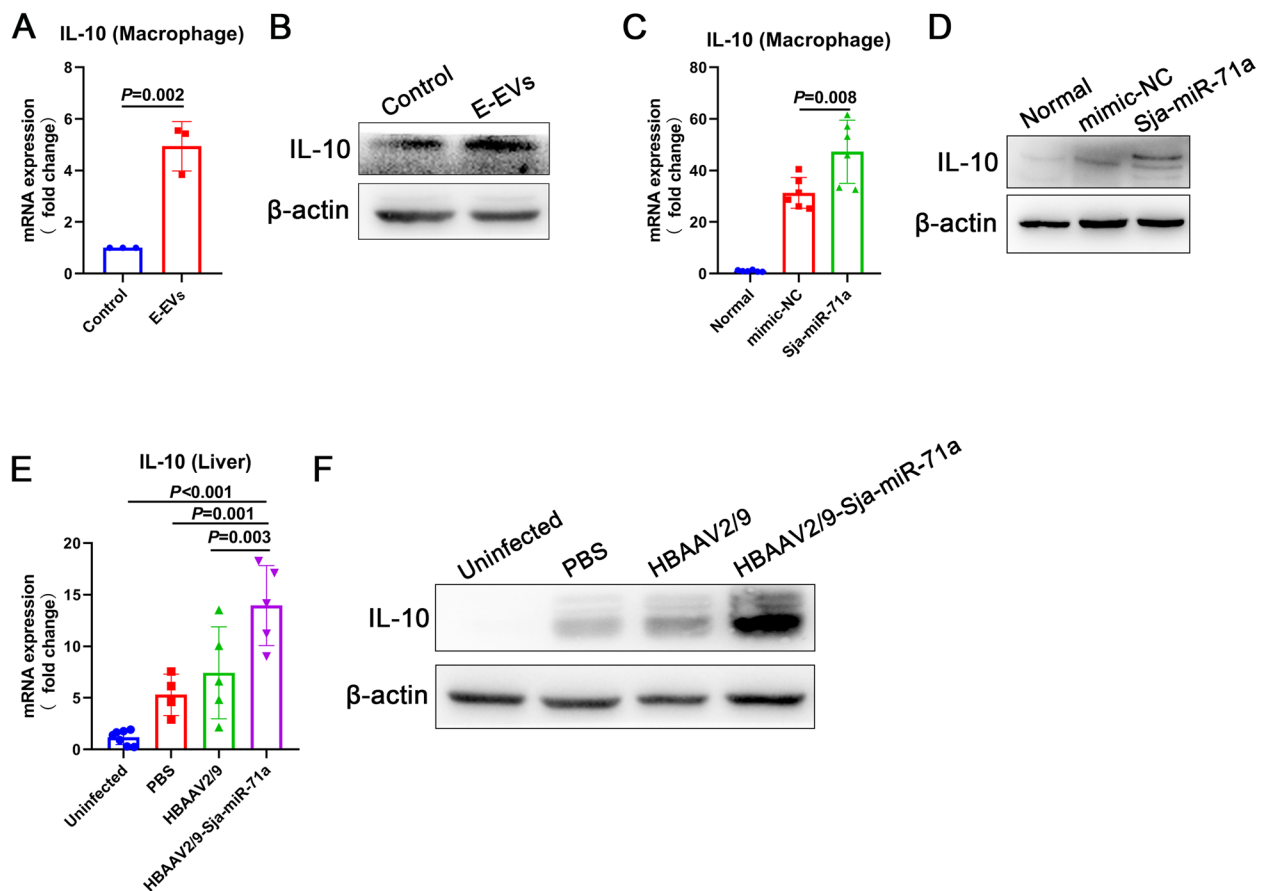 A
IL-10 (Macrophage)
mRNA expression
( fold change)
8
6
4
2
0
P=0.002
Control
E-EVs
B
Control
E-EVs
IL-10
β-actin
C
IL-10 (Macrophage)
mRNA expression
( fold change)
80
60
40
20
0
P=0.008
Normal
mimic-NC
Sja-miR-71a
D
Normal
mimic-NC
Sja-miR-71a
IL-10
β-actin
E
IL-10 (Liver)
P<0.001
P=0.001
P=0.003
mRNA expression
( fold change)
20
15
10
5
0
Uninfected
PBS
HBAAV2/9
HBAAV2/9-Sja-miR-71a
F
Uninfected
PBS
HBAAV2/9
HBAAV2/9-Sja-miR-71a
IL-10
β-actin